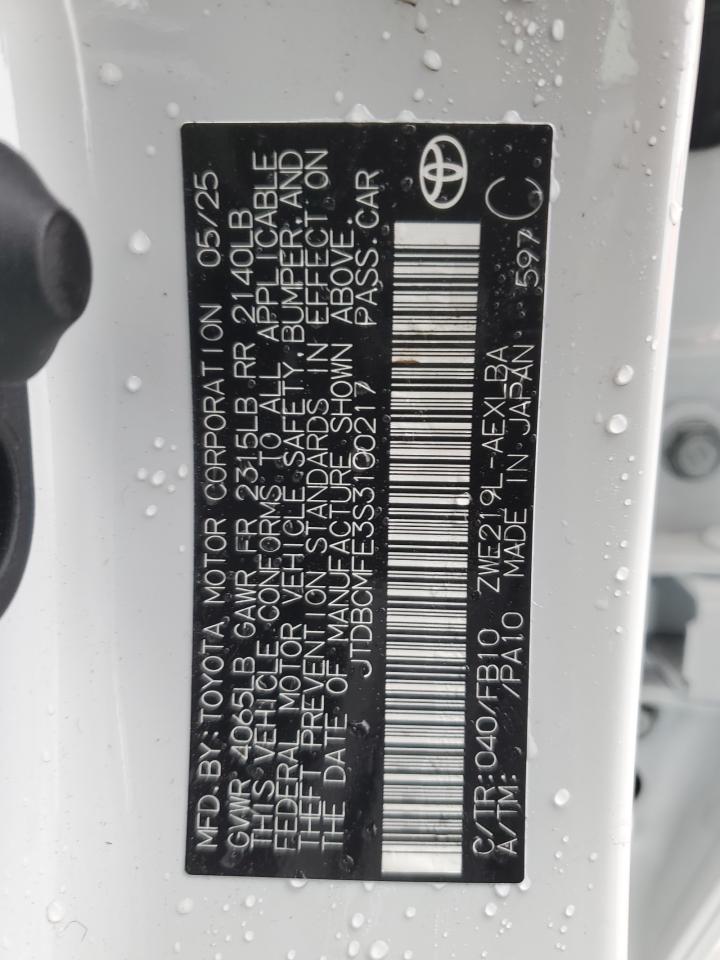 MFD.BY:TOYOTA MOTOR CORPORATION 05/25
GVWR 4065LB GAWR FR 2315LB RR 2140LB
THIS VEHICLE CONFORMS TO ALL APPLICABLE
FEDERAL MOTOR VEHICLE SAFETY,BUMPER,AND
THEFT PREVENTION STANDARDS IN EFFECT ON
THE DATE OF MANUFACTURE SHOWN ABOVE.
JTDBCMFE3S3100217 PASS.CAR
C/TR:040/FB10 ZWE219L-AEXLBA
A/TM: /PA10 MADE IN JAPAN 597 C